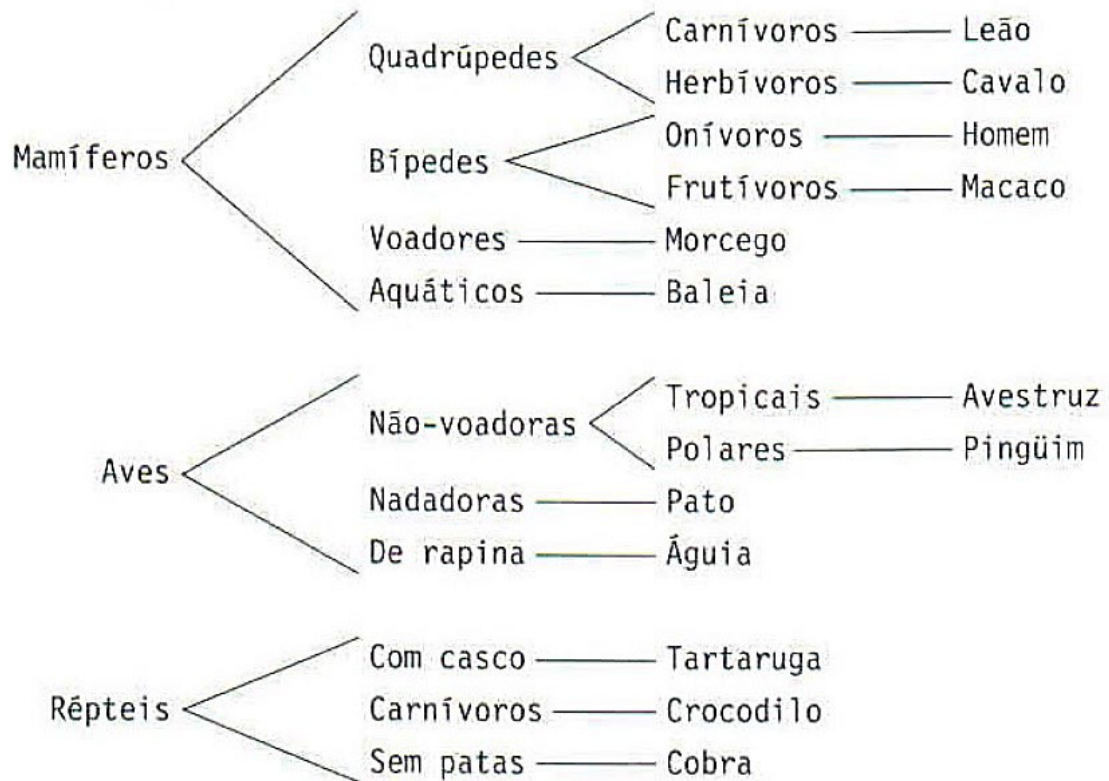 Carnívoros Leão
Quadrúpedes
Herbívoros Cavalo
Mamíferos
Onívoros Homem
Bípedes
Frutívoros Macaco
Voadores Morcego
Aquáticos Baleia
Tropicais Avestruz
Não-voadoras
Polares Pingüim
Aves
Nadadoras Pato
De rapina Águia
Com casco Tartaruga
Répteis
Carnívoros Crocodilo
Sem patas Cobra